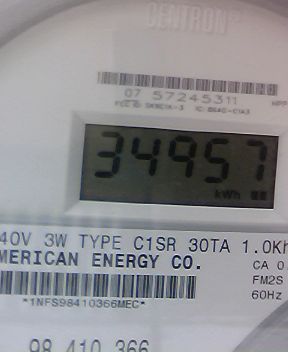 CENTRON®
07 57245311
34957
kWh
40V 3W TYPE C1SR 30TA 1.0Kh
MERICAN ENERGY CO.
CA 0.
FM2S
60Hz
*1NFS98410366MEC*
98 410 366